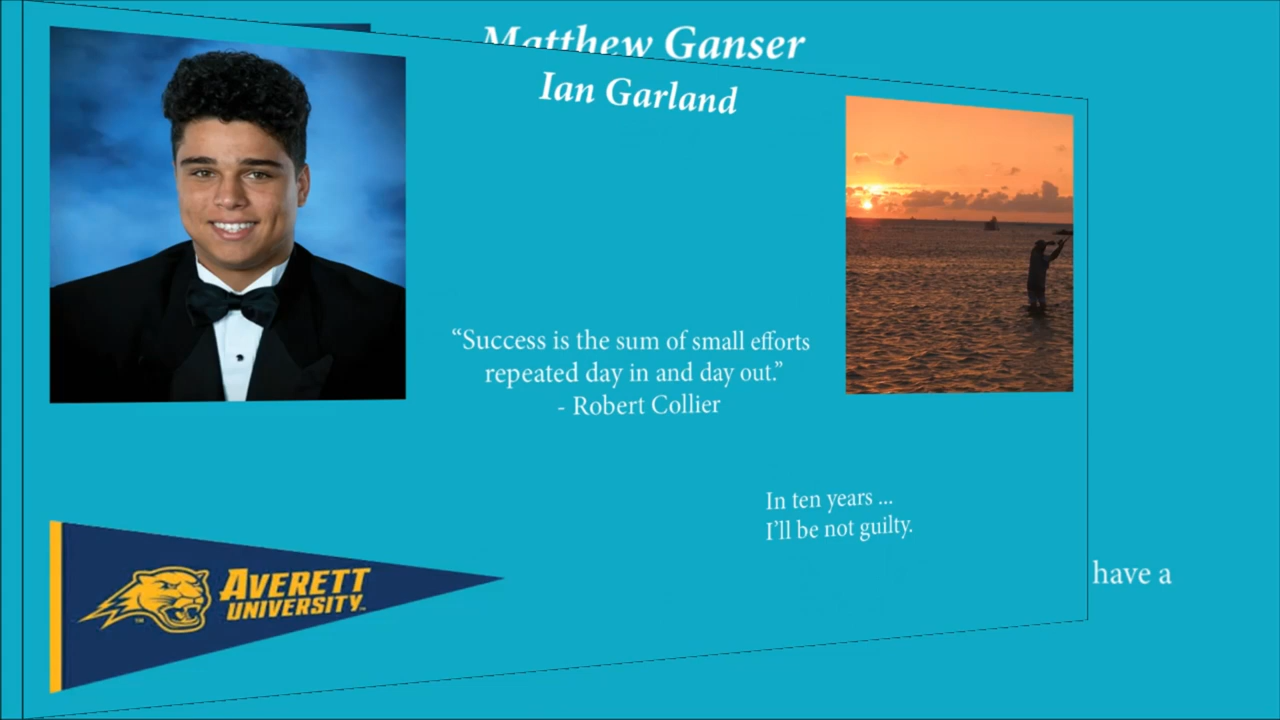 Matthew Ganser
Ian Garland
“Success is the sum of small efforts
repeated day in and day out.”
- Robert Collier
In ten years ...
I’ll be not guilty.
have a
AVERETT
UNIVERSITY
TM